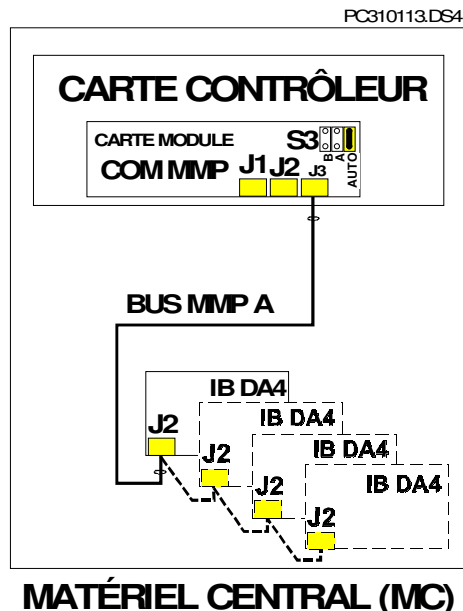 PC310113.DS4
CARTE CONTRÔLEUR
CARTE MODULE
COM MMP
S3
B
A
AUTO
J1 J2 J3
BUS MMP A
IB DA4
J2
IB DA4
J2
IB DA4
J2
IB DA4
J2
MATÉRIEL CENTRAL (MC)